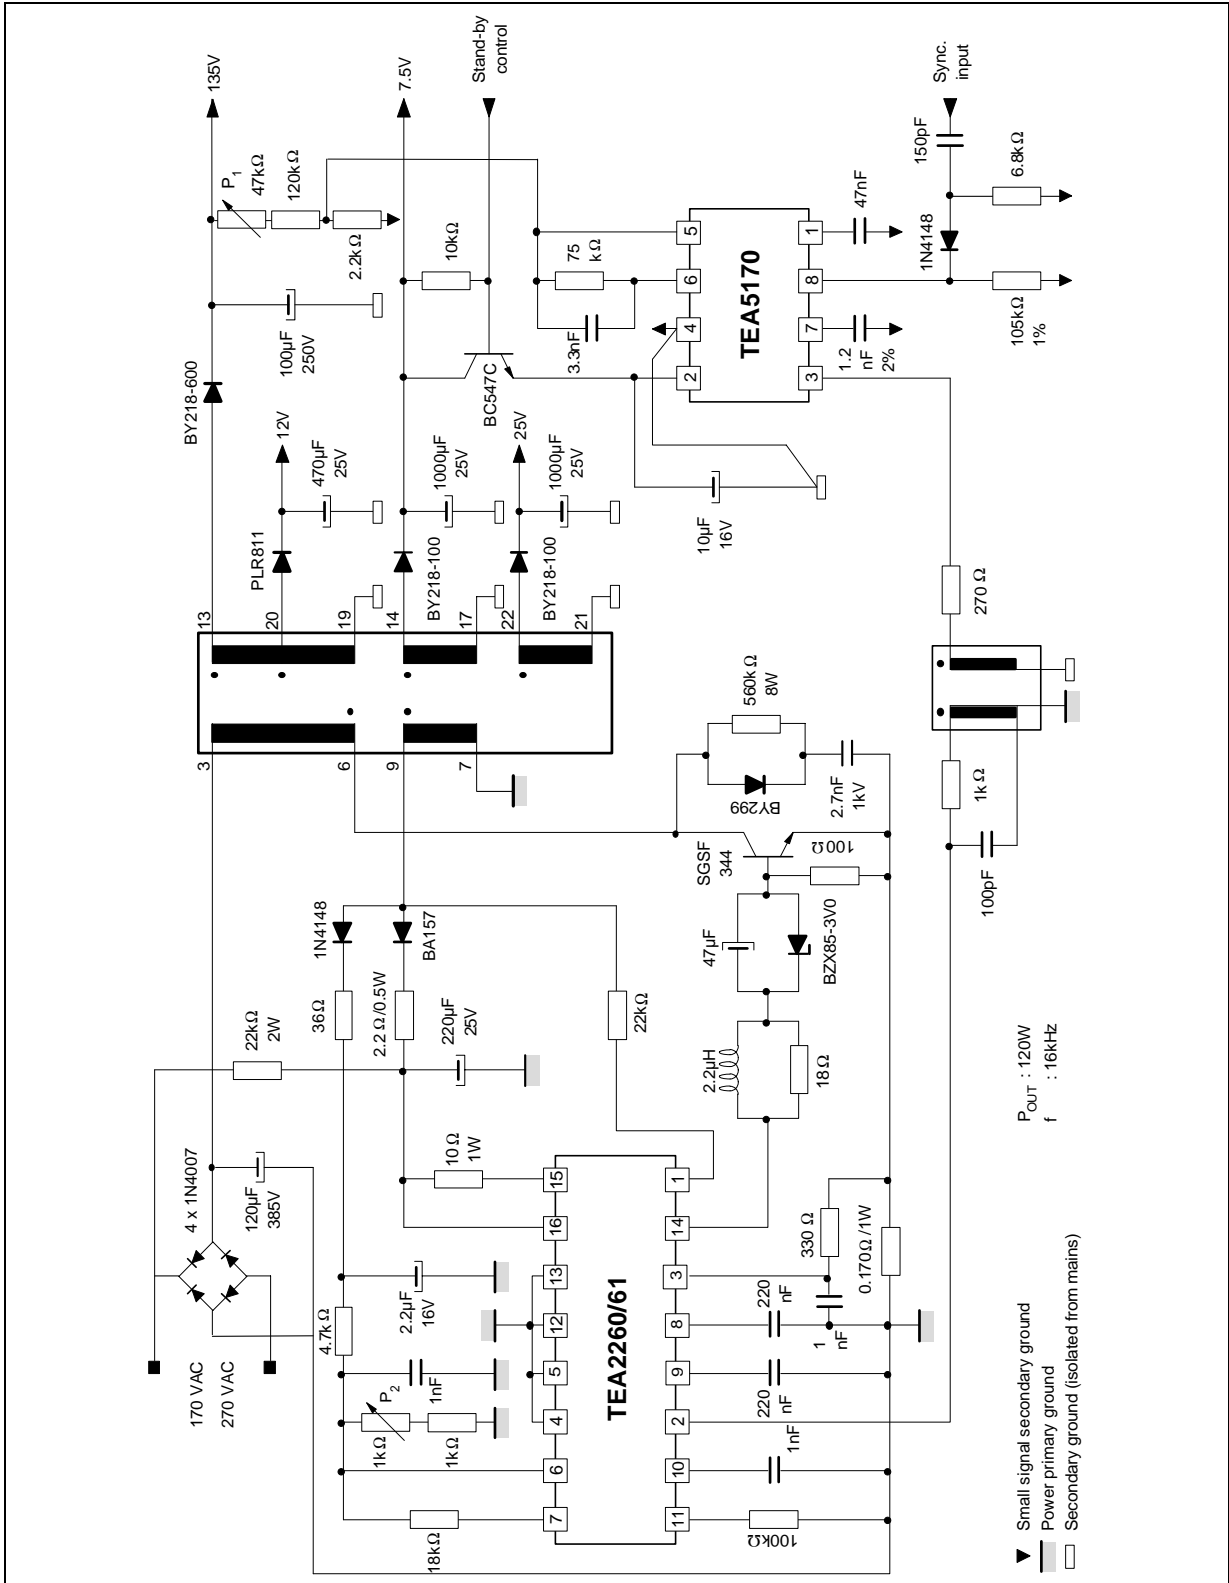 135V
7.5V
Stand-by
control
Sync.
input
P1
47kΩ
120kΩ
2.2kΩ
10kΩ
75
kΩ
3.3nF
47nF
150pF
6.8kΩ
1N4148
105kΩ
1%
1.2
nF
2%
TEA5170
5
6
4
2
1
8
7
3
BY218-600
100µF
250V
12V
PLR811
470µF
25V
BC547C
1000µF
25V
BY218-100
25V
1000µF
25V
BY218-100
10µF
16V
270Ω
13
20
19
14
17
22
21
3
6
9
7
560kΩ
8W
BY299
2.7nF
1kV
SGSF
344
100Ω
1kΩ
100pF
1N4148
BA157
36Ω
2.2Ω/0.5W
220µF
25V
22kΩ
2W
22kΩ
47µF
BZX85-3V0
2.2µH
18Ω
4 x 1N4007
120µF
385V
170 VAC
270 VAC
10Ω
1W
4.7kΩ
2.2µF
16V
P2
1nF
1kΩ
1kΩ
18kΩ
TEA2260/61
15
16
13
12
5
4
6
7
1
14
3
8
9
2
10
11
330Ω
0.170Ω/1W
220
nF
1
nF
220
nF
1nF
100kΩ
POUT : 120W
f : 16kHz
Small signal secondary ground
Power primary ground
Secondary ground (isolated from mains)